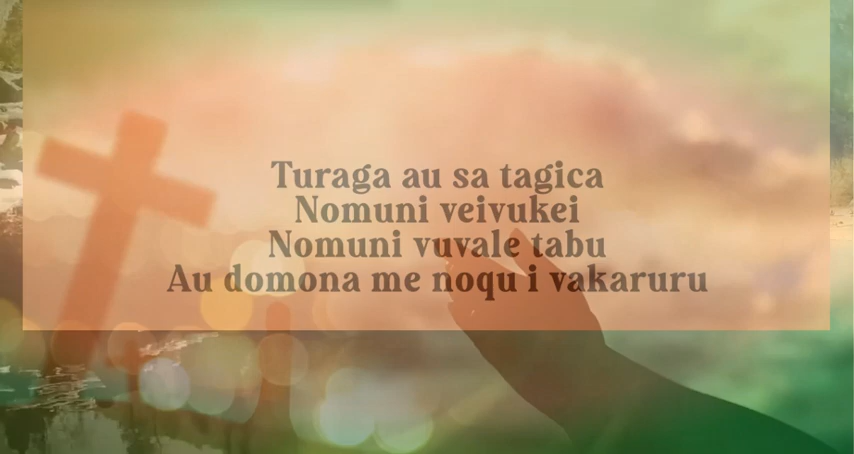 Turaga au sa tagica
Nomuni veivukei
Nomuni vuvale tabu
Au domona me noqu i vakaruru